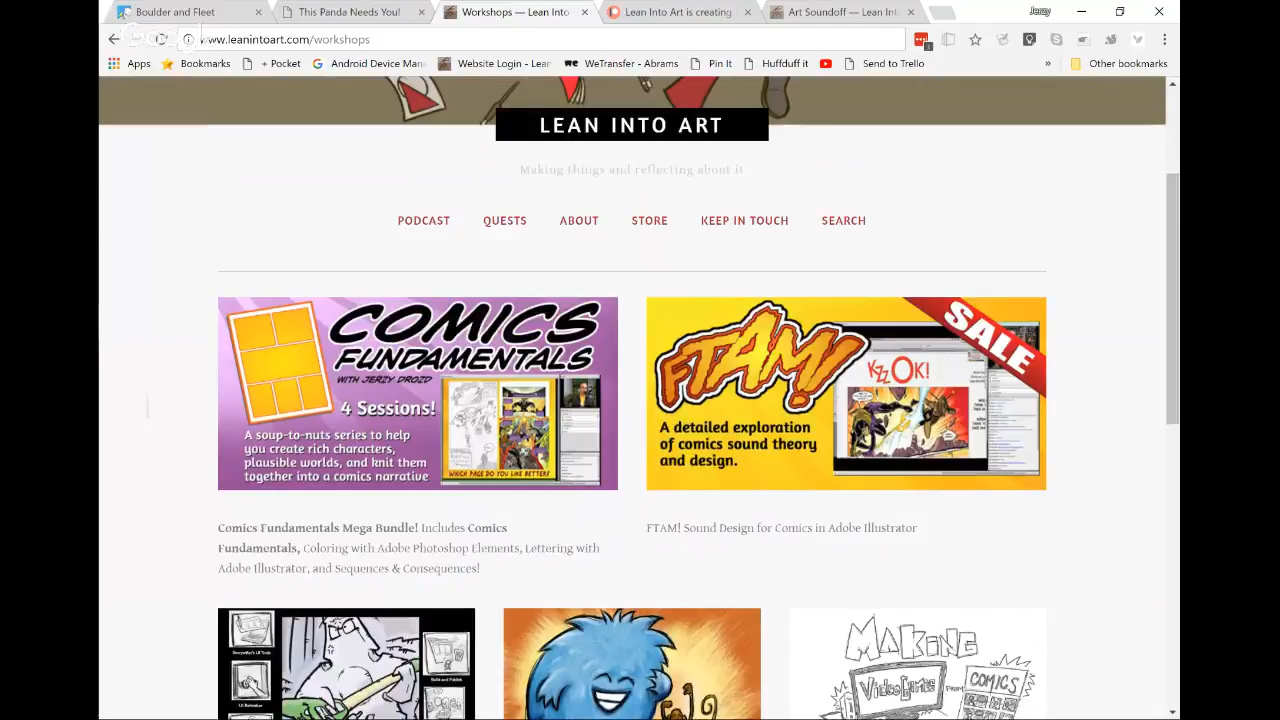 Boulder and Fleet
This Panda Needs You!
Workshops — Lean Into
Lean Into Art is creating
Art Soundoff — Lean Into
Jerzy
www.leanintoart.com/workshops
Apps
Bookmarks
+ Pocket
Android Device Man
Website Login - Lean
WeTransfer - Abrams
Pin It
Huffduff it
Send to Trello
»
Other bookmarks
LEAN INTO ART
Making things and reflecting about it
PODCAST QUESTS ABOUT STORE KEEP IN TOUCH SEARCH
COMICS
FUNDAMENTALS
WITH JERZY DROZD
4 Sessions!
A soup-to-nuts series to help
you create rich characters,
plausible worlds, and knit them
together into a comics narrative
WHICH PAGE DO YOU LIKE BETTER?
FTAM!
A detailed exploration
of comics sound theory
and design.
KZZOK!
SALE
Comics Fundamentals Mega Bundle! Includes Comics
Fundamentals, Coloring with Adobe Photoshop Elements, Lettering with
Adobe Illustrator, and Sequences & Consequences!
FTAM! Sound Design for Comics in Adobe Illustrator
Build and Publish
MAKING
VIDEOGAMES
FROM
COMICS